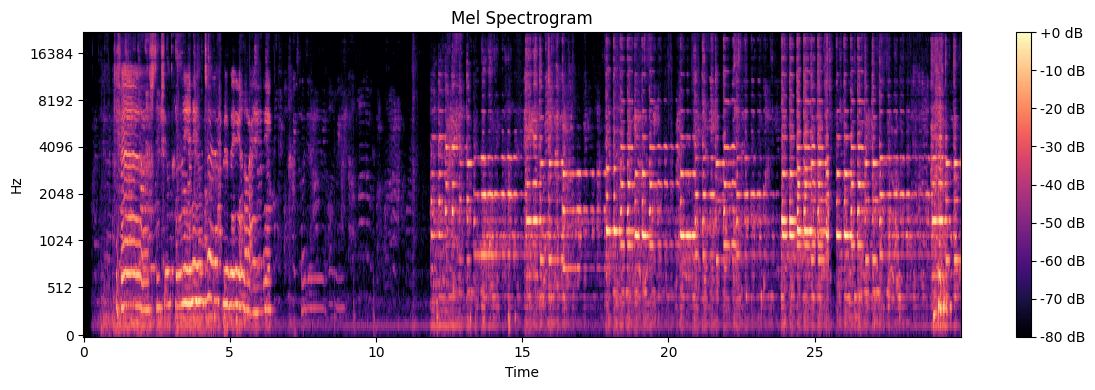 Mel Spectrogram
Hz
16384
8192
4096
2048
1024
512
0
0
5
10
15
20
25
Time
+0 dB
-10 dB
-20 dB
-30 dB
-40 dB
-50 dB
-60 dB
-70 dB
-80 dB